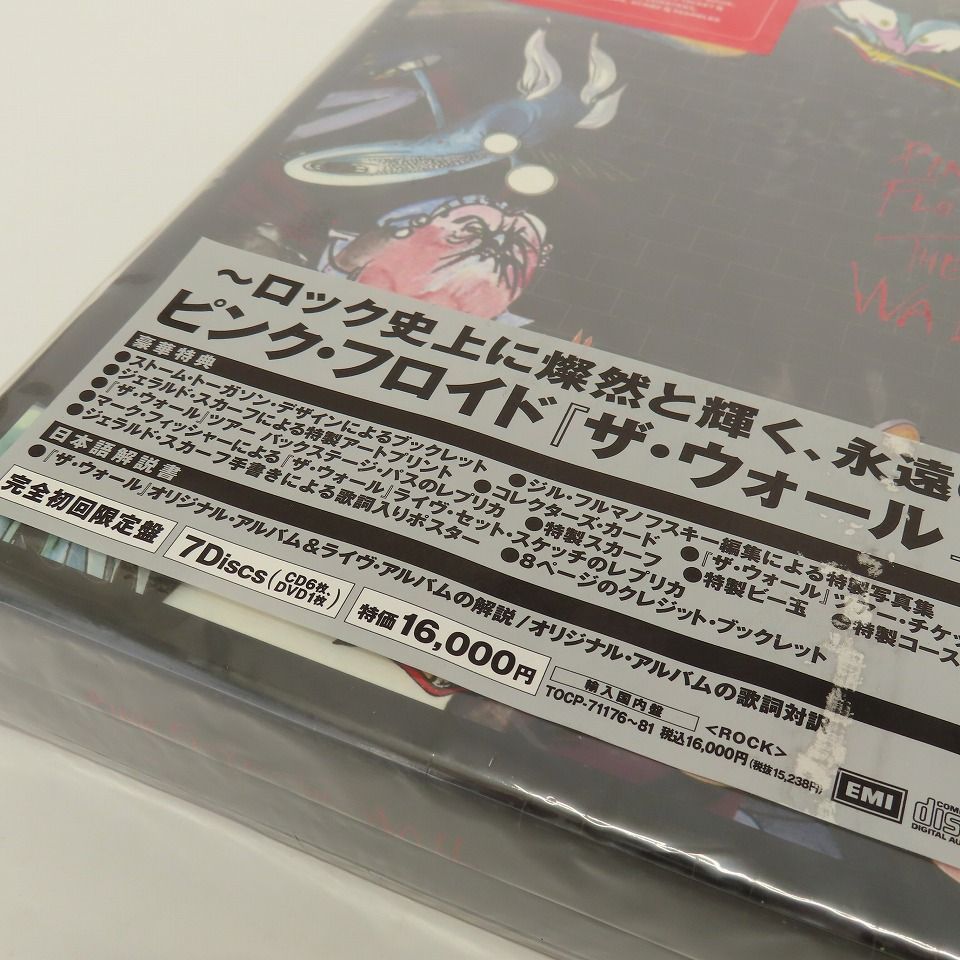 SCARF & MARBLES
PINK
FLOYD
THE
WALL
～ロック史上に燦然と輝く、永遠
ピンク・フロイド『ザ・ウォール
豪華特典
●ストーム・トーガソン・デザインによるブックレット ●ジル・フルマノフスキー編集による特製写真集
●ジェラルド・スカーフによる特製アートプリント ●コレクターズ・カード ●『ザ・ウォール』ツアー・チケッ
●『ザ・ウォール』ツアー バックステージ・パスのレプリカ ●特製スカーフ ●特製ビー玉 ●特製コース
●マーク・フィッシャーによる『ザ・ウォール』ライヴ・セット・スケッチのレプリカ
●ジェラルド・スカーフ手書きによる歌詞入りポスター ●8ページのクレジット・ブックレット
日本語解説書
●『ザ・ウォール』オリジナル・アルバム＆ライヴ・アルバムの解説/オリジナル・アルバムの歌詞対訳
完全初回限定盤
7Discs(CD6枚、DVD1枚)
特価16,000円
輸入国内盤
<ROCK>
TOCP-71176〜81 税込16,000円(税抜15,238円)
EMI
COM
dis
DIGITAL AU